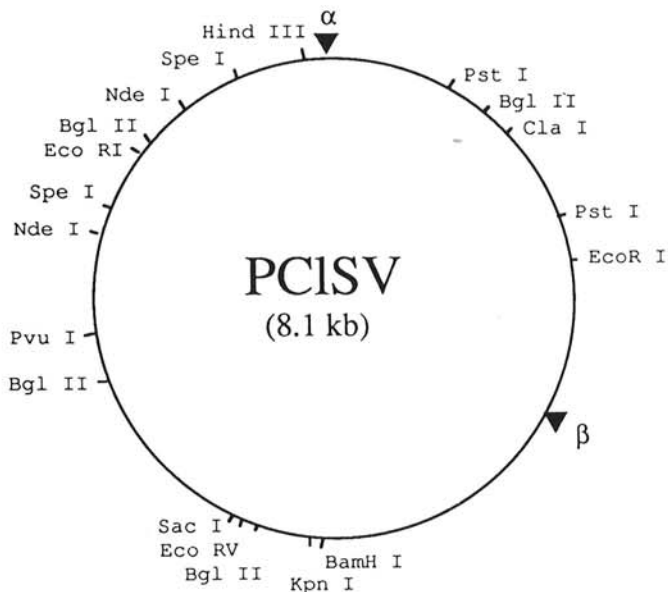 α
Hind III
Spe I
Nde I
Bgl II
Eco RI
Spe I
Nde I
Pvu I
Bgl II
Sac I
Eco RV
Bgl II
Kpn I
BamH I
β
EcoR I
Pst I
Cla I
Bgl II
Pst I
PClSV
(8.1 kb)